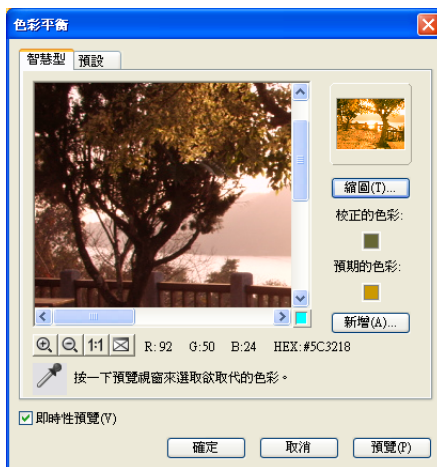 色彩平衡
智慧型 預設
縮圖(T)...
校正的色彩:
預期的色彩:
新增(A)...
1:1 R: 92 G:50 B:24 HEX:#5C3218
按一下預覽視窗來選取欲取代的色彩。
即時性預覽(V)
確定 取消 預覽(P)